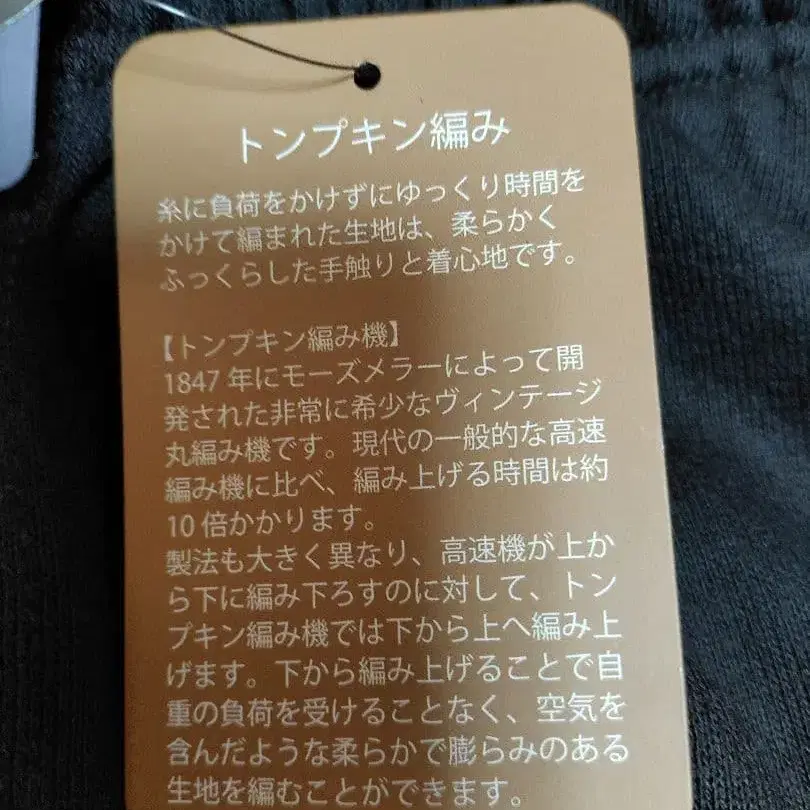 トンプキン編み
糸に負荷をかけずにゆっくり時間を
かけて編まれた生地は、柔らかく
ふっくらした手触りと着心地です。
【トンプキン編み機】
1847 年にモーズメラーによって開
発された非常に希少なヴィンテージ
丸編み機です。現代の一般的な高速
編み機に比べ、編み上げる時間は約
10 倍かかります。
製法も大きく異なり、高速機が上か
ら下に編み下ろすのに対して、トン
プキン編み機では下から上へ編み上
げます。下から編み上げることで自
重の負荷を受けることなく、空気を
含んだような柔らかで膨らみのある
生地を編むことができます。